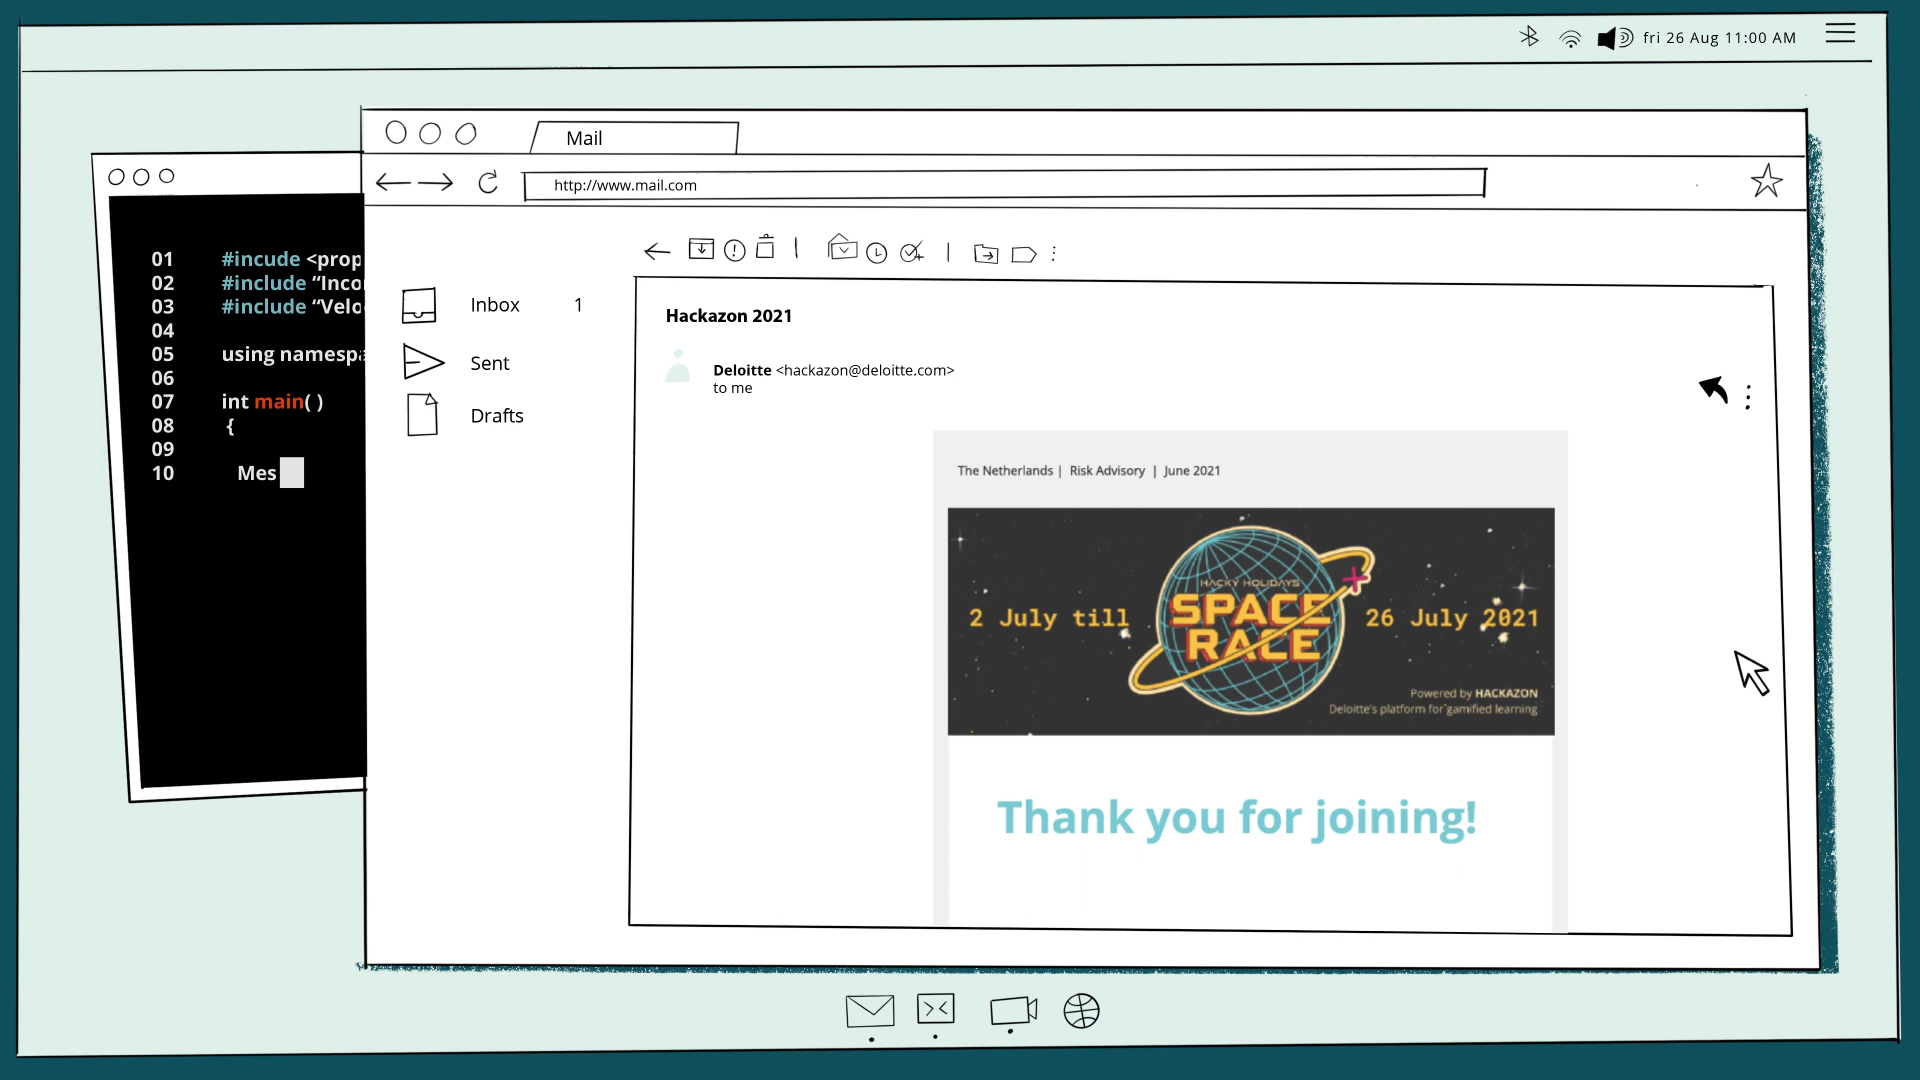 fri 26 Aug 11:00 AM
Mail
http://www.mail.com
01 #incude <prop
02 #include “Inco
03 #include “Velo
04
05 using namespa
06
07 int main( )
08 {
09
10 Mes
Inbox 1
Sent
Drafts
Hackazon 2021
Deloitte <hackazon@deloitte.com>
to me
The Netherlands | Risk Advisory | June 2021
HACKY HOLIDAYS
2 July till SPACE 26 July 2021
RACE
Powered by HACKAZON
Deloitte's platform for gamified learning
Thank you for joining!